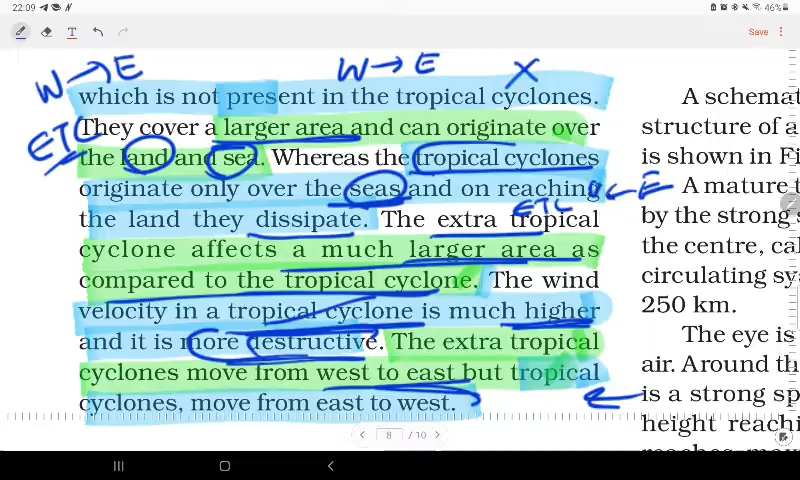 22:09
46%
Save
W → E
W → E
X
which is not present in the tropical cyclones.
They cover a larger area and can originate over
ETC
the land and sea. Whereas the tropical cyclones
originate only over the seas and on reaching
← E
the land they dissipate. The extra tropical
ETC
cyclone affects a much larger area as
compared to the tropical cyclone. The wind
velocity in a tropical cyclone is much higher
and it is more destructive. The extra tropical
cyclones move from west to east but tropical
cyclones, move from east to west.
A schemat
structure of a
is shown in Fi
A mature t
by the strong s
the centre, cal
circulating sy
250 km.
The eye is
air. Around th
is a strong sp
height reachi
8 / 10